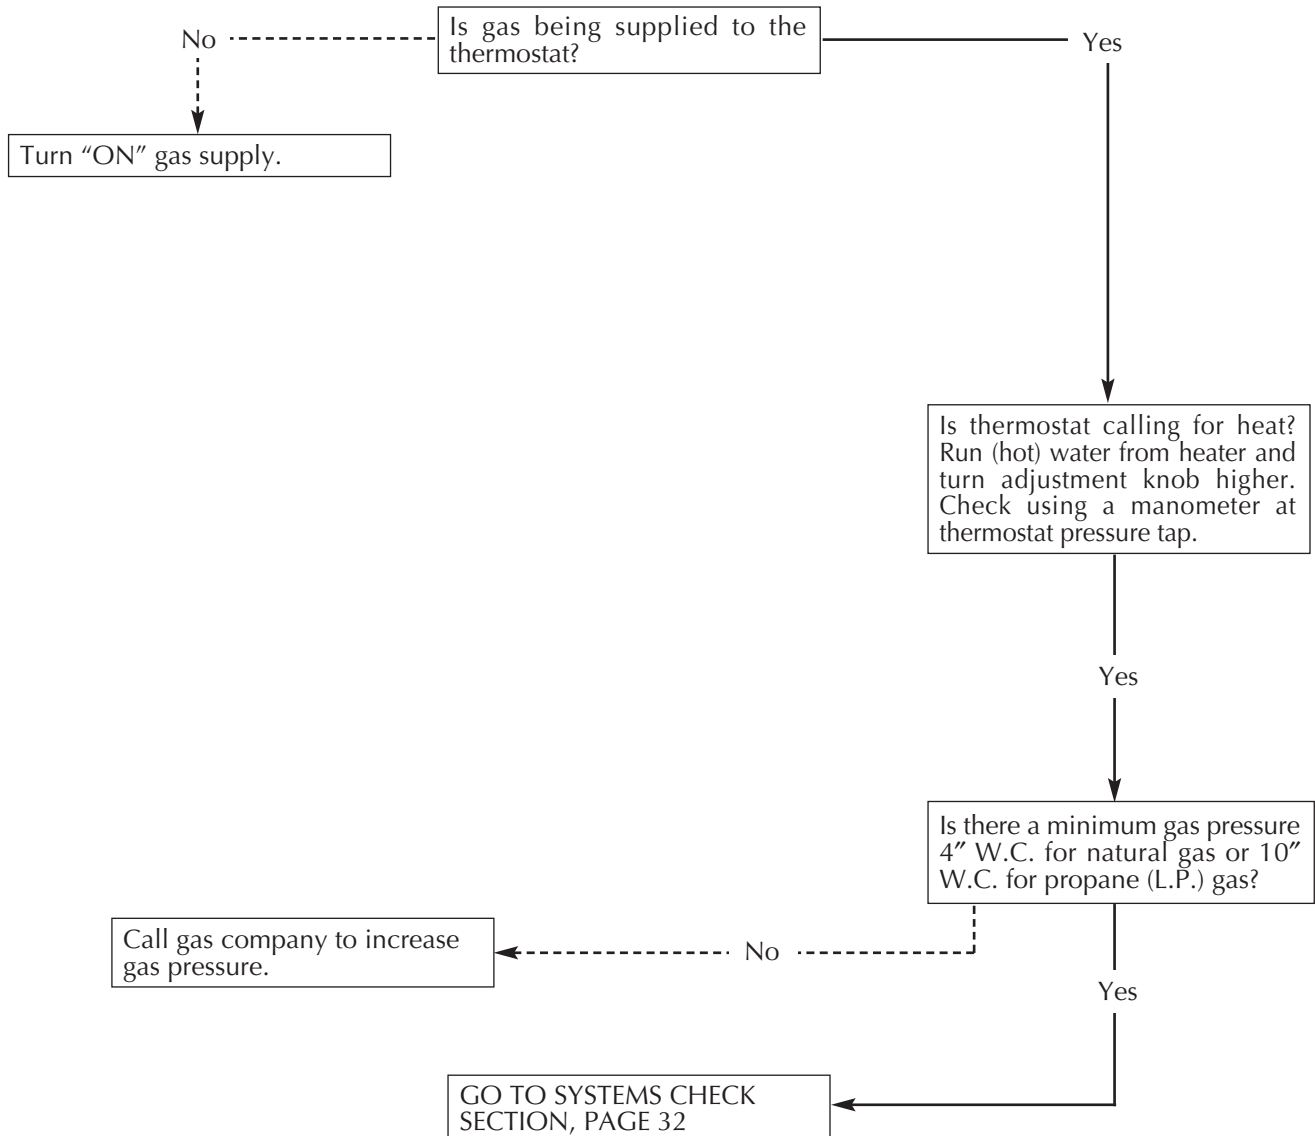 Is gas being supplied to the
thermostat?
No
Yes
Turn “ON” gas supply.
Is thermostat calling for heat?
Run (hot) water from heater and
turn adjustment knob higher.
Check using a manometer at
thermostat pressure tap.
Yes
Is there a minimum gas pressure
4″ W.C. for natural gas or 10″
W.C. for propane (L.P.) gas?
Call gas company to increase
gas pressure.
No
Yes
GO TO SYSTEMS CHECK
SECTION, PAGE 32